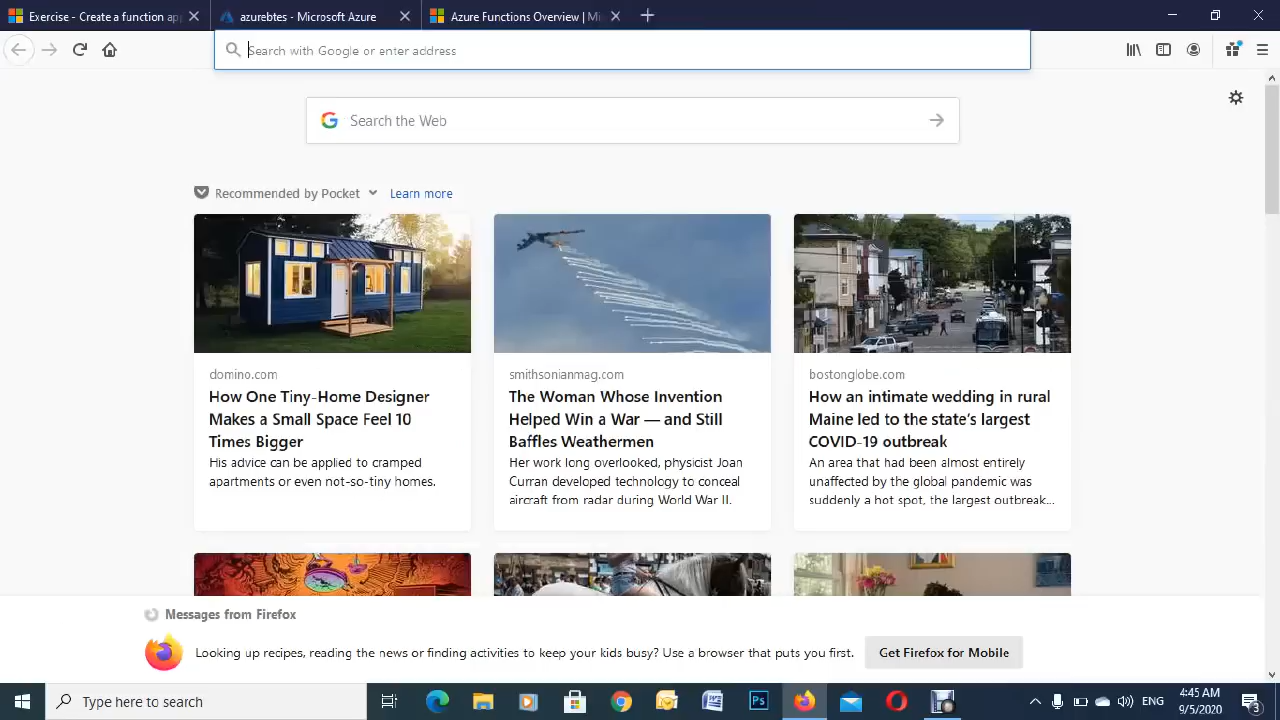 Exercise - Create a function ap
azurebtes - Microsoft Azure
Azure Functions Overview | Mi
Search with Google or enter address
Search the Web
Recommended by Pocket
Learn more
domino.com
How One Tiny-Home Designer
Makes a Small Space Feel 10
Times Bigger
His advice can be applied to cramped
apartments or even not-so-tiny homes.
smithsonianmag.com
The Woman Whose Invention
Helped Win a War — and Still
Baffles Weathermen
Her work long overlooked, physicist Joan
Curran developed technology to conceal
aircraft from radar during World War II.
bostonglobe.com
How an intimate wedding in rural
Maine led to the state's largest
COVID-19 outbreak
An area that had been almost entirely
unaffected by the global pandemic was
suddenly a hot spot, the largest outbreak...
Messages from Firefox
Looking up recipes, reading the news or finding activities to keep your kids busy? Use a browser that puts you first.
Get Firefox for Mobile
Type here to search
Ps
ENG
4:45 AM
9/5/2020
3